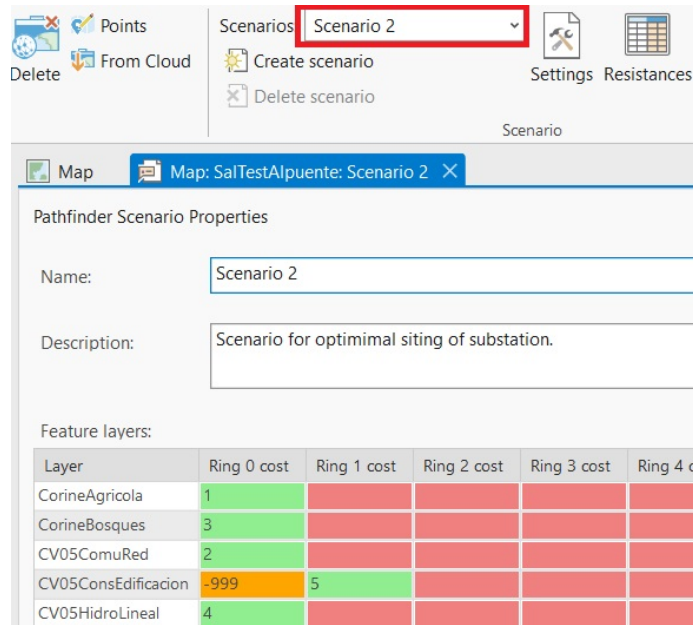 Points
Scenarios: Scenario 2
Delete
From Cloud
Create scenario
Settings
Resistances
Delete scenario
Scenario
Map
Map: SalTestAlpuente: Scenario 2
Pathfinder Scenario Properties
Name: Scenario 2
Description: Scenario for optimimal siting of substation.
Feature layers:
Layer Ring 0 cost Ring 1 cost Ring 2 cost Ring 3 cost Ring 4
CorineAgricola 1
CorineBosques 3
CV05ComuRed 2
CV05ConsEdificacion -999 5
CV05HidroLineal 4